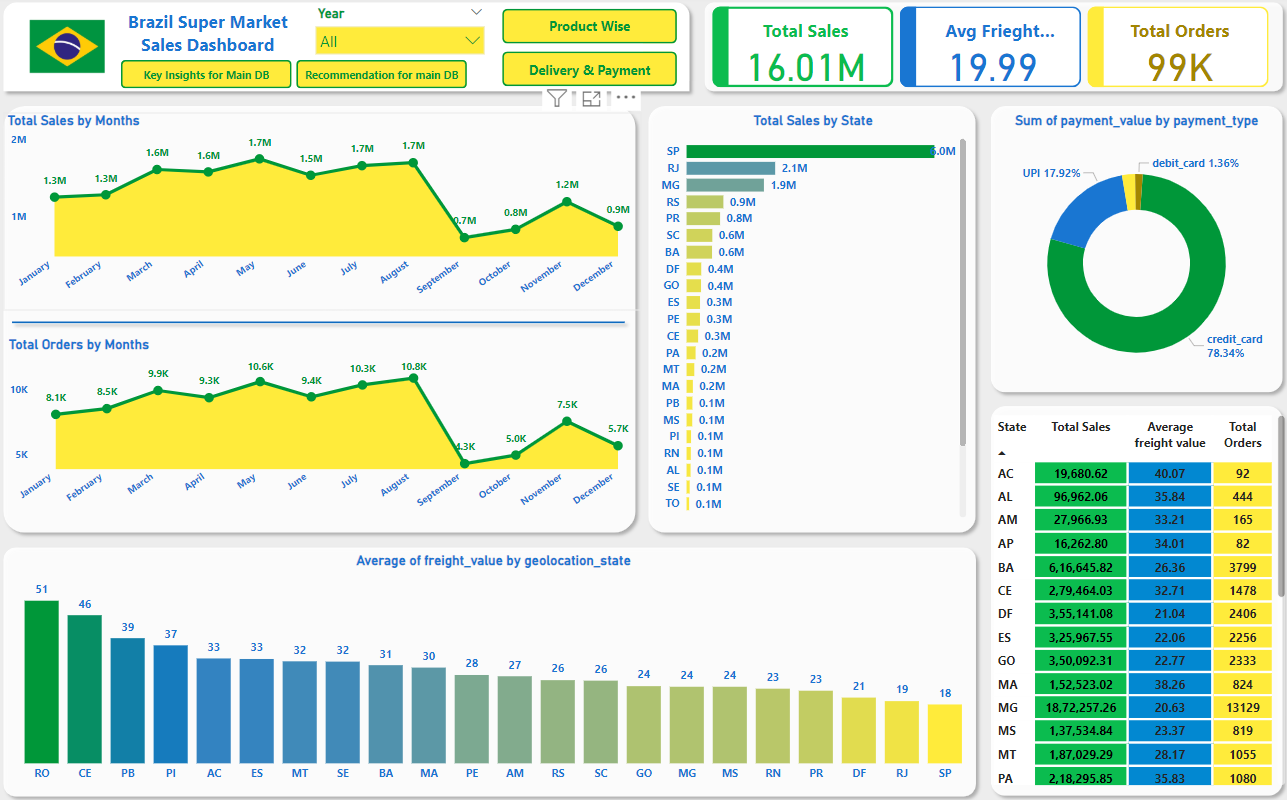 Brazil Super Market
Sales Dashboard
Key Insights for Main DB
Recommendation for main DB
Year
All
Product Wise
Delivery & Payment
Total Sales
16.01M
Avg Frieght...
19.99
Total Orders
99K
Total Sales by Months
2M
1M
1.3M
1.3M
1.6M
1.6M
1.7M
1.5M
1.7M
1.7M
0.7M
0.8M
1.2M
0.9M
January
February
March
April
May
June
July
August
September
October
November
December
Total Orders by Months
10K
5K
8.1K
8.5K
9.9K
9.3K
10.6K
9.4K
10.3K
10.8K
4.3K
5.0K
7.5K
5.7K
January
February
March
April
May
June
July
August
September
October
November
December
Total Sales by State
SP 6.0M
RJ 2.1M
MG 1.9M
RS 0.9M
PR 0.8M
SC 0.6M
BA 0.6M
DF 0.4M
GO 0.4M
ES 0.3M
PE 0.3M
CE 0.3M
PA 0.2M
MT 0.2M
MA 0.2M
PB 0.1M
MS 0.1M
PI 0.1M
RN 0.1M
AL 0.1M
SE 0.1M
TO 0.1M
Sum of payment_value by payment_type
debit_card 1.36%
UPI 17.92%
credit_card
78.34%
State Total Sales Average freight value Total Orders
AC 19,680.62 40.07 92
AL 96,962.06 35.84 444
AM 27,966.93 33.21 165
AP 16,262.80 34.01 82
BA 6,16,645.82 26.36 3799
CE 2,79,464.03 32.71 1478
DF 3,55,141.08 21.04 2406
ES 3,25,967.55 22.06 2256
GO 3,50,092.31 22.77 2333
MA 1,52,523.02 38.26 824
MG 18,72,257.26 20.63 13129
MS 1,37,534.84 23.37 819
MT 1,87,029.29 28.17 1055
PA 2,18,295.85 35.83 1080
Average of freight_value by geolocation_state
51
46
39
37
33
33
32
32
31
30
28
27
26
26
24
24
24
23
23
21
19
18
RO
CE
PB
PI
AC
ES
MT
SE
BA
MA
PE
AM
RS
SC
GO
MG
MS
RN
PR
DF
RJ
SP